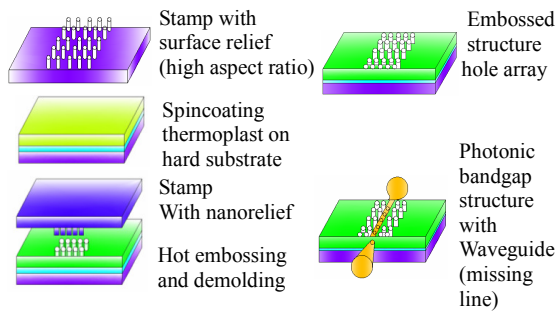 Stamp with
surface relief
(high aspect ratio)
Spincoating
thermoplast on
hard substrate
Stamp
With nanorelief
Hot embossing
and demolding
Embossed
structure
hole array
Photonic
bandgap
structure
with
Waveguide
(missing
line)